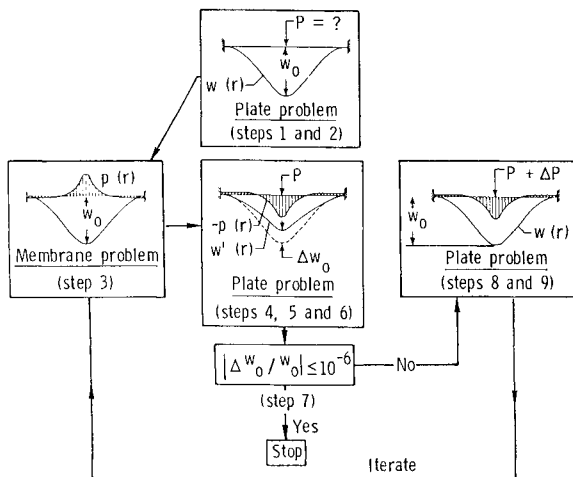 P = ?
w0
w (r)
Plate problem
(steps 1 and 2)
p (r)
w0
Membrane problem
(step 3)
P
-p (r)
w' (r)
Δw0
Plate problem
(steps 4, 5 and 6)
P + ΔP
w0
w (r)
Plate problem
(steps 8 and 9)
|Δw0/w0| ≤ 10^-6
No
(step 7)
Yes
Stop
Iterate